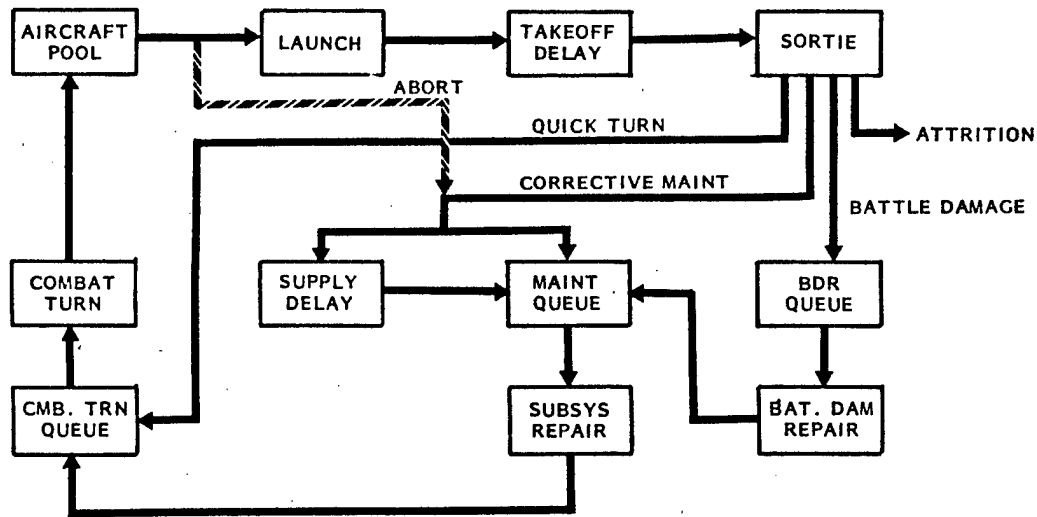 AIRCRAFT
POOL
LAUNCH
TAKEOFF
DELAY
SORTIE
ABORT
QUICK TURN
ATTRITION
CORRECTIVE MAINT
BATTLE DAMAGE
COMBAT
TURN
SUPPLY
DELAY
MAINT
QUEUE
BDR
QUEUE
CMB. TRN
QUEUE
SUBSYS
REPAIR
BAT. DAM
REPAIR